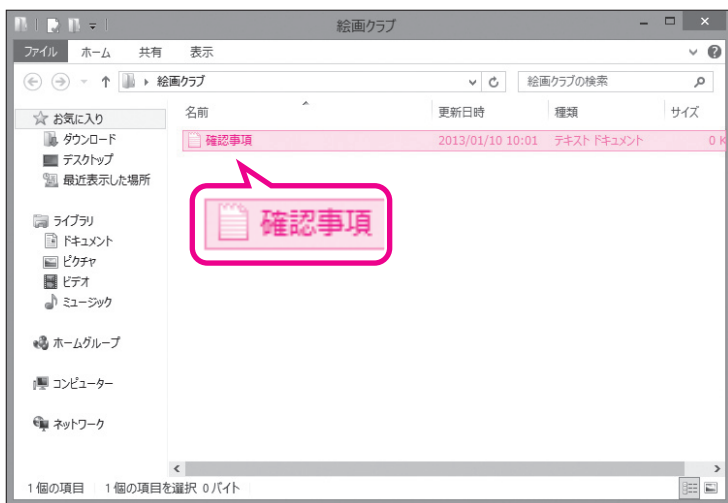 絵画クラブ
ファイル ホーム 共有 表示
絵画クラブ 絵画クラブの検索
お気に入り
ダウンロード
デスクトップ
最近表示した場所
ライブラリ
ドキュメント
ピクチャ
ビデオ
ミュージック
ホームグループ
コンピューター
ネットワーク
名前 更新日時 種類 サイズ
確認事項 2013/01/10 10:01 テキスト ドキュメント 0 K
確認事項
1 個の項目 1 個の項目を選択 0 バイト